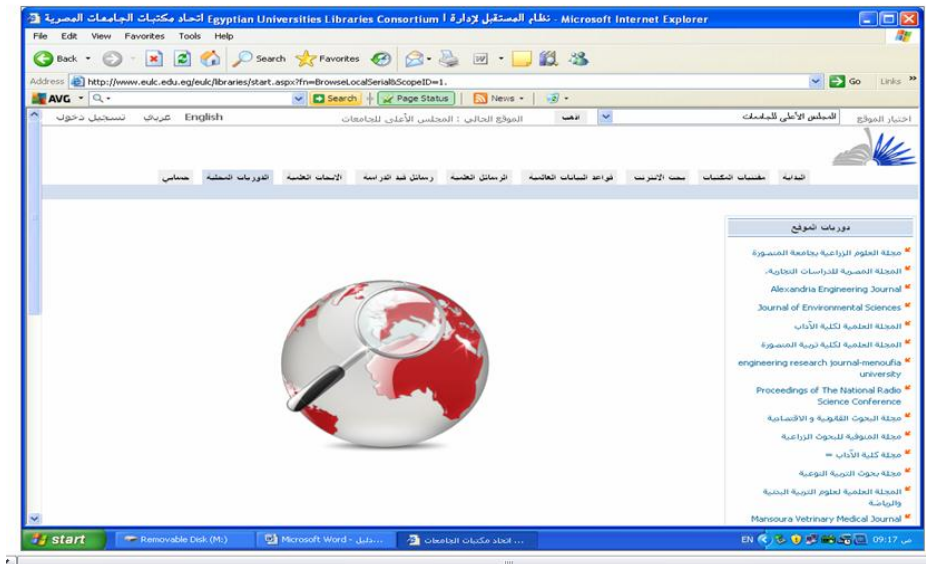 اتحاد مكتبات الجامعات المصرية Egyptian Universities Libraries Consortium نظام المستقبل لإدارة ا - Microsoft Internet Explorer
File Edit View Favorites Tools Help
Back Search Favorites
Address http://www.eulc.edu.eg/eulc/libraries/start.aspx?fn=BrowseLocalSerial&ScopeID=1. Go Links
AVG Search Page Status News
اختيار الموقع المجلس الأعلى للجامعات اذهب الموقع الحالي : المجلس الأعلى للجامعات English عربي تسجيل دخول
البداية مقتنيات المكتبات بحث الانترنت قواعد البيانات العالمية الرسائل العلمية رسائل قيد الدراسة الابحاث العلمية الدوريات المحلية حسابي
دوريات الموقع
مجلة العلوم الزراعية بجامعة المنصورة
المجلة المصرية للدراسات التجارية.
Alexandria Engineering Journal
Journal of Environmental Sciences
المجلة العلمية لكلية الآداب
المجلة العلمية لكلية تربية المنصورة
engineering research journal-menoufia
university
Proceedings of The National Radio
Science Conference
مجلة البحوث القانونية و الاقتصادية
مجلة المنوفية للبحوث الزراعية
مجلة كلية الآداب =
مجلة بحوث التربية النوعية
المجلة العلمية لعلوم التربية البدنية
والرياضة
Mansoura Vetrinary Medical Journal
start Removable Disk (M:) Microsoft Word - دليل... اتحاد مكتبات الجامعات ... EN 09:17 ص